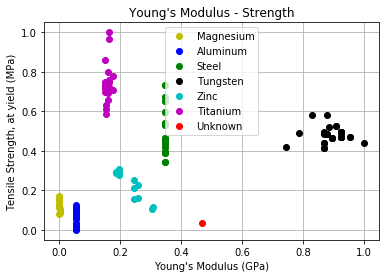 Young's Modulus - Strength
Magnesium
Aluminum
Steel
Tungsten
Zinc
Titanium
Unknown
Tensile Strength, at yield (MPa)
1.0
0.8
0.6
0.4
0.2
0.0
0.0 0.2 0.4 0.6 0.8 1.0
Young's Modulus (GPa)